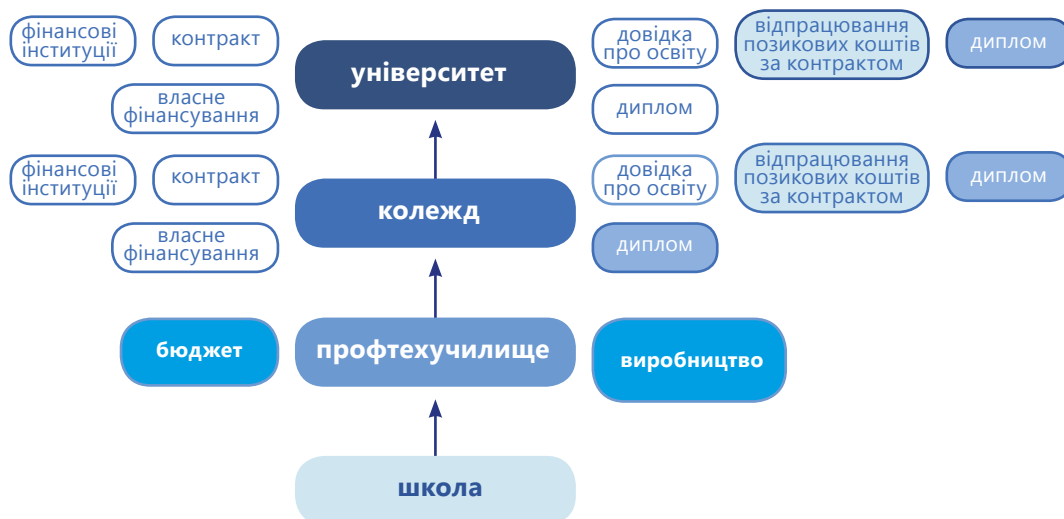 фінансові
інституції
контракт
університет
довідка
про освіту
відпрацювання
позикових коштів
за контрактом
диплом
власне
фінансування
диплом
фінансові
інституції
контракт
колежд
довідка
про освіту
відпрацювання
позикових коштів
за контрактом
диплом
власне
фінансування
диплом
бюджет
профтехучилище
виробництво
школа